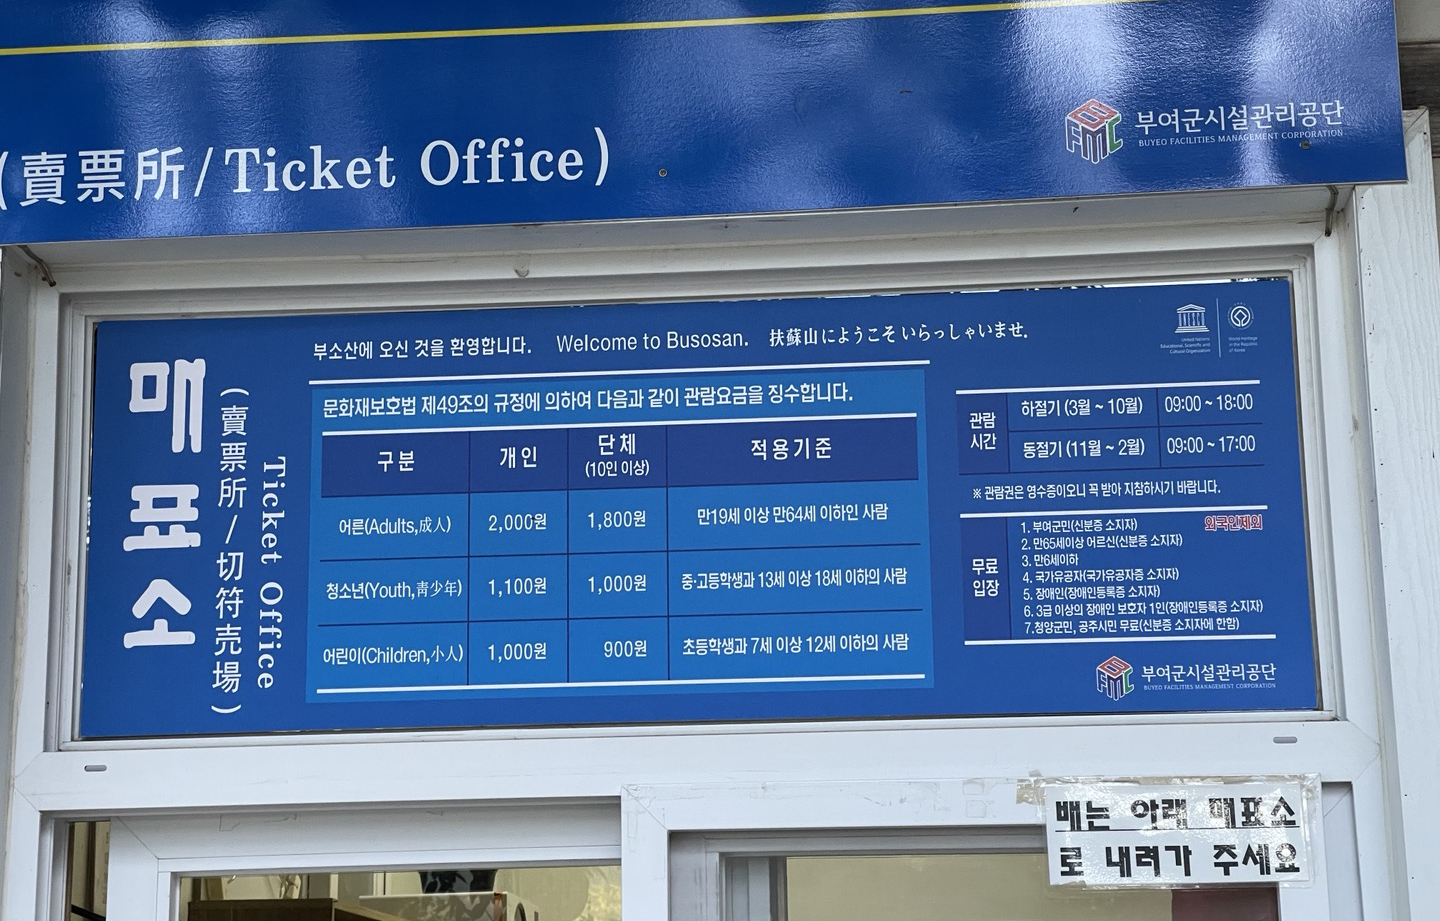 (賣票所/Ticket Office)
FMC
부여군시설관리공단
BUYEO FACILITIES MANAGEMENT CORPORATION
매표소
(賣票所/切符売場)
Ticket Office
부소산에 오신 것을 환영합니다. Welcome to Busosan. 扶蘇山にようこそ いらっしゃいませ.
United Nations
Educational, Scientific and
Cultural Organization
World Heritage
in the Republic
of Korea
문화재보호법 제49조의 규정에 의하여 다음과 같이 관람요금을 징수합니다.
구분 개인 단체 (10인 이상) 적용기준
어른(Adults,成人) 2,000원 1,800원 만19세 이상 만64세 이하인 사람
청소년(Youth,靑少年) 1,100원 1,000원 중·고등학생과 13세 이상 18세 이하의 사람
어린이(Children,小人) 1,000원 900원 초등학생과 7세 이상 12세 이하의 사람
관람시간
하절기 (3월 ~ 10월) 09:00 ~ 18:00
동절기 (11월 ~ 2월) 09:00 ~ 17:00
※ 관람권은 영수증이오니 꼭 받아 지참하시기 바랍니다.
무료입장
1. 부여군민(신분증 소지자) 외국인제외
2. 만65세이상 어르신(신분증 소지자)
3. 만6세이하
4. 국가유공자(국가유공자증 소지자)
5. 장애인(장애인등록증 소지자)
6. 3급 이상의 장애인 보호자 1인(장애인등록증 소지자)
7.청양군민, 공주시민 무료(신분증 소지자에 한함)
FMC
부여군시설관리공단
BUYEO FACILITIES MANAGEMENT CORPORATION
배는 아래 매표소
로 내려가 주세요